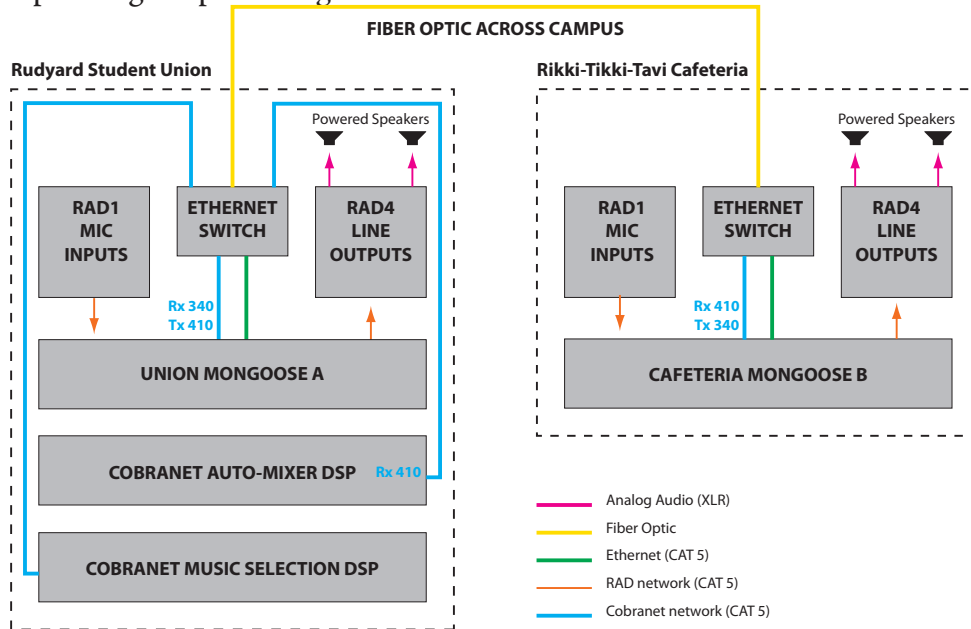 FIBER OPTIC ACROSS CAMPUS
Rudyard Student Union
Powered Speakers
RAD1
MIC
INPUTS
ETHERNET
SWITCH
RAD4
LINE
OUTPUTS
Rx 340
Tx 410
UNION MONGOOSE A
COBRANET AUTO-MIXER DSP
Rx 410
COBRANET MUSIC SELECTION DSP
Rikki-Tikki-Tavi Cafeteria
Powered Speakers
RAD1
MIC
INPUTS
ETHERNET
SWITCH
RAD4
LINE
OUTPUTS
Rx 410
Tx 340
CAFETERIA MONGOOSE B
Analog Audio (XLR)
Fiber Optic
Ethernet (CAT 5)
RAD network (CAT 5)
Cobranet network (CAT 5)